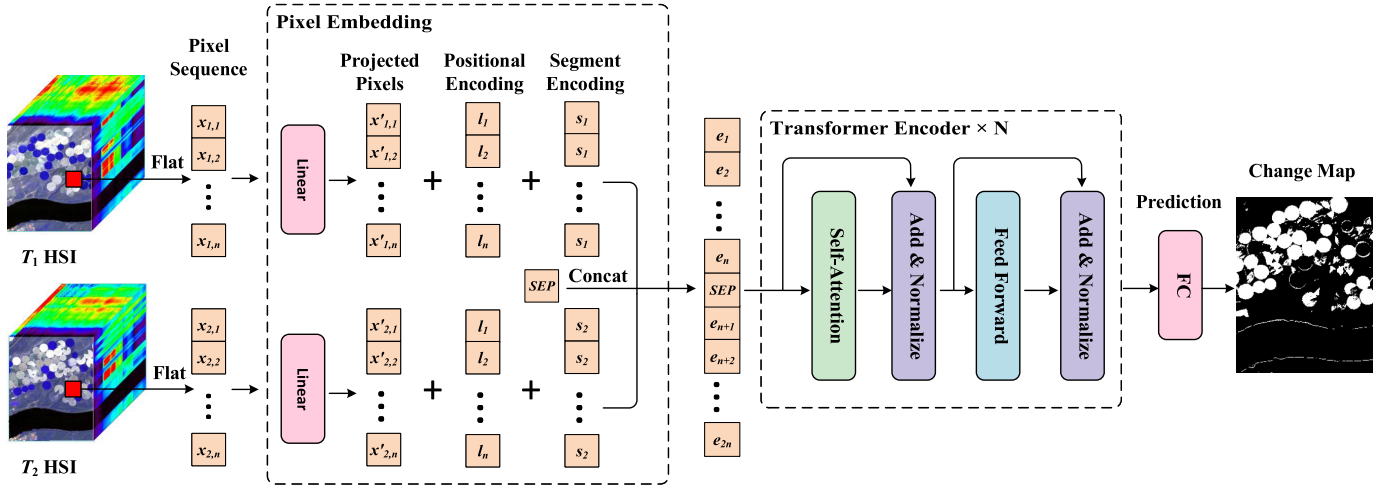 Pixel Embedding
Pixel
Sequence
Projected
Pixels
Positional
Encoding
Segment
Encoding
x1,1
x1,2
x1,n
Flat
T1 HSI
Linear
x'1,1
x'1,2
x'1,n
+
l1
l2
ln
+
s1
s1
s1
SEP
Concat
x2,1
x2,2
x2,n
Flat
T2 HSI
Linear
x'2,1
x'2,2
x'2,n
+
l1
l2
ln
+
s2
s2
s2
e1
e2
en
SEP
en+1
en+2
e2n
Transformer Encoder × N
Self-Attention
Add & Normalize
Feed Forward
Add & Normalize
Prediction
FC
Change Map